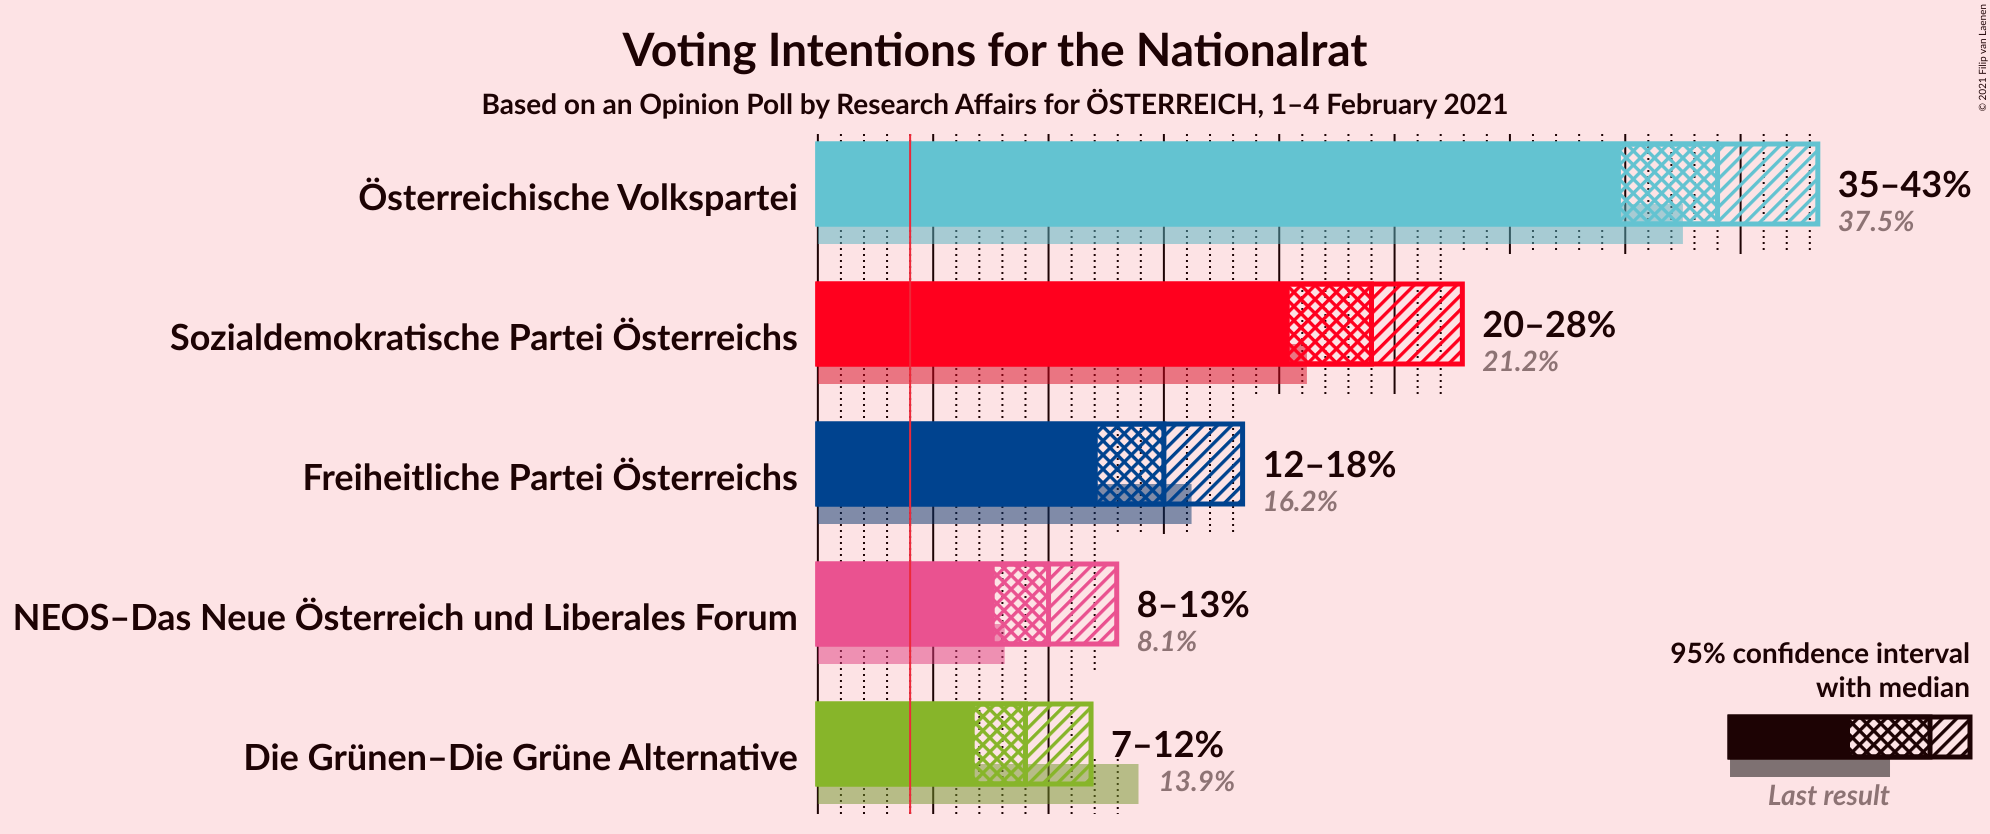 Voting Intentions for the Nationalrat
Based on an Opinion Poll by Research Affairs for ÖSTERREICH, 1–4 February 2021
© 2021 Filip van Laenen
Österreichische Volkspartei
35–43%
37.5%
Sozialdemokratische Partei Österreichs
20–28%
21.2%
Freiheitliche Partei Österreichs
12–18%
16.2%
NEOS–Das Neue Österreich und Liberales Forum
8–13%
8.1%
Die Grünen–Die Grüne Alternative
7–12%
13.9%
95% confidence interval
with median
Last result